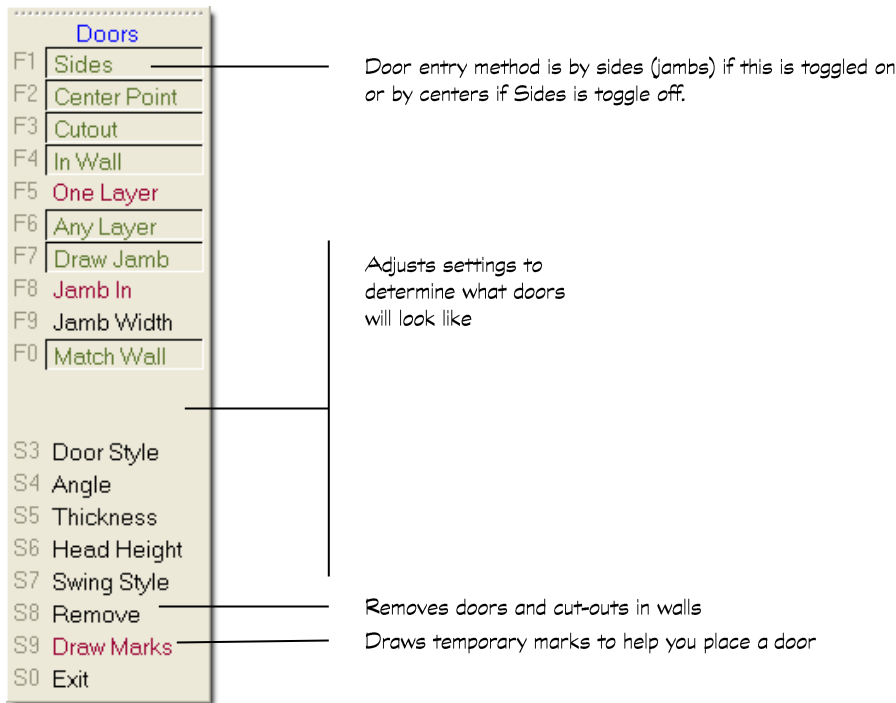 Doors
F1 Sides
Door entry method is by sides (jambs) if this is toggled on
or by centers if Sides is toggle off.
F2 Center Point
F3 Cutout
F4 In Wall
F5 One Layer
F6 Any Layer
F7 Draw Jamb
F8 Jamb In
F9 Jamb Width
F0 Match Wall
Adjusts settings to
determine what doors
will look like
S3 Door Style
S4 Angle
S5 Thickness
S6 Head Height
S7 Swing Style
S8 Remove
Removes doors and cut-outs in walls
S9 Draw Marks
Draws temporary marks to help you place a door
S0 Exit